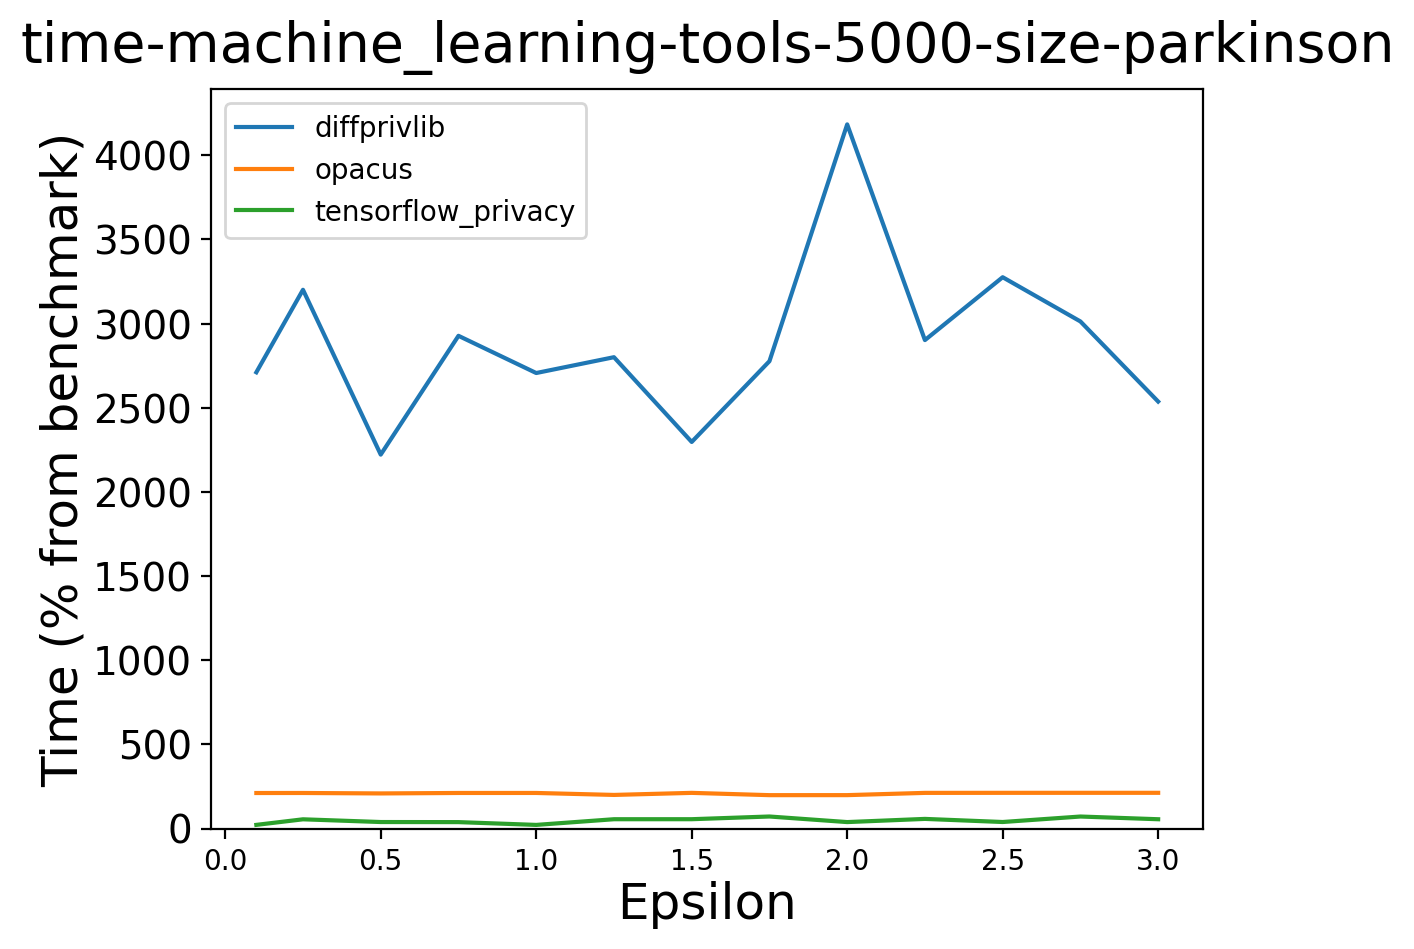 time-machine_learning-tools-5000-size-parkinson
diffprivlib
opacus
tensorflow_privacy
Time (% from benchmark)
4000
3500
3000
2500
2000
1500
1000
500
0
0.0 0.5 1.0 1.5 2.0 2.5 3.0
Epsilon